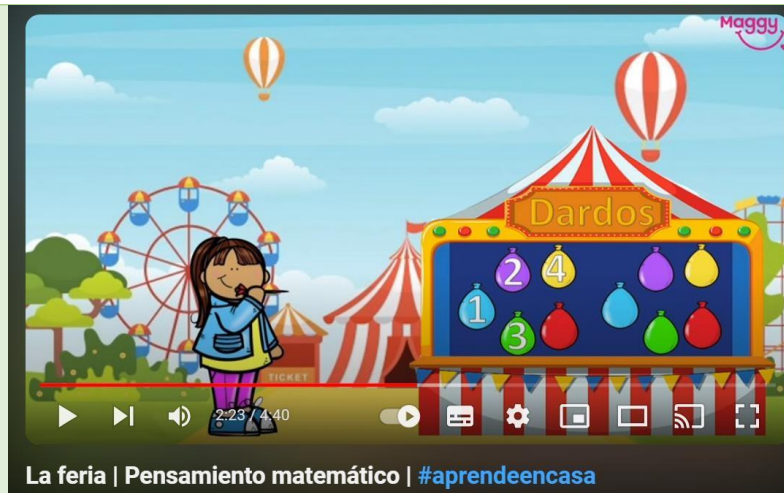 Maggy
Dardos
2 4
1
3
TICKET
2:23 / 4:40
La feria | Pensamiento matemático | #aprendeencasa